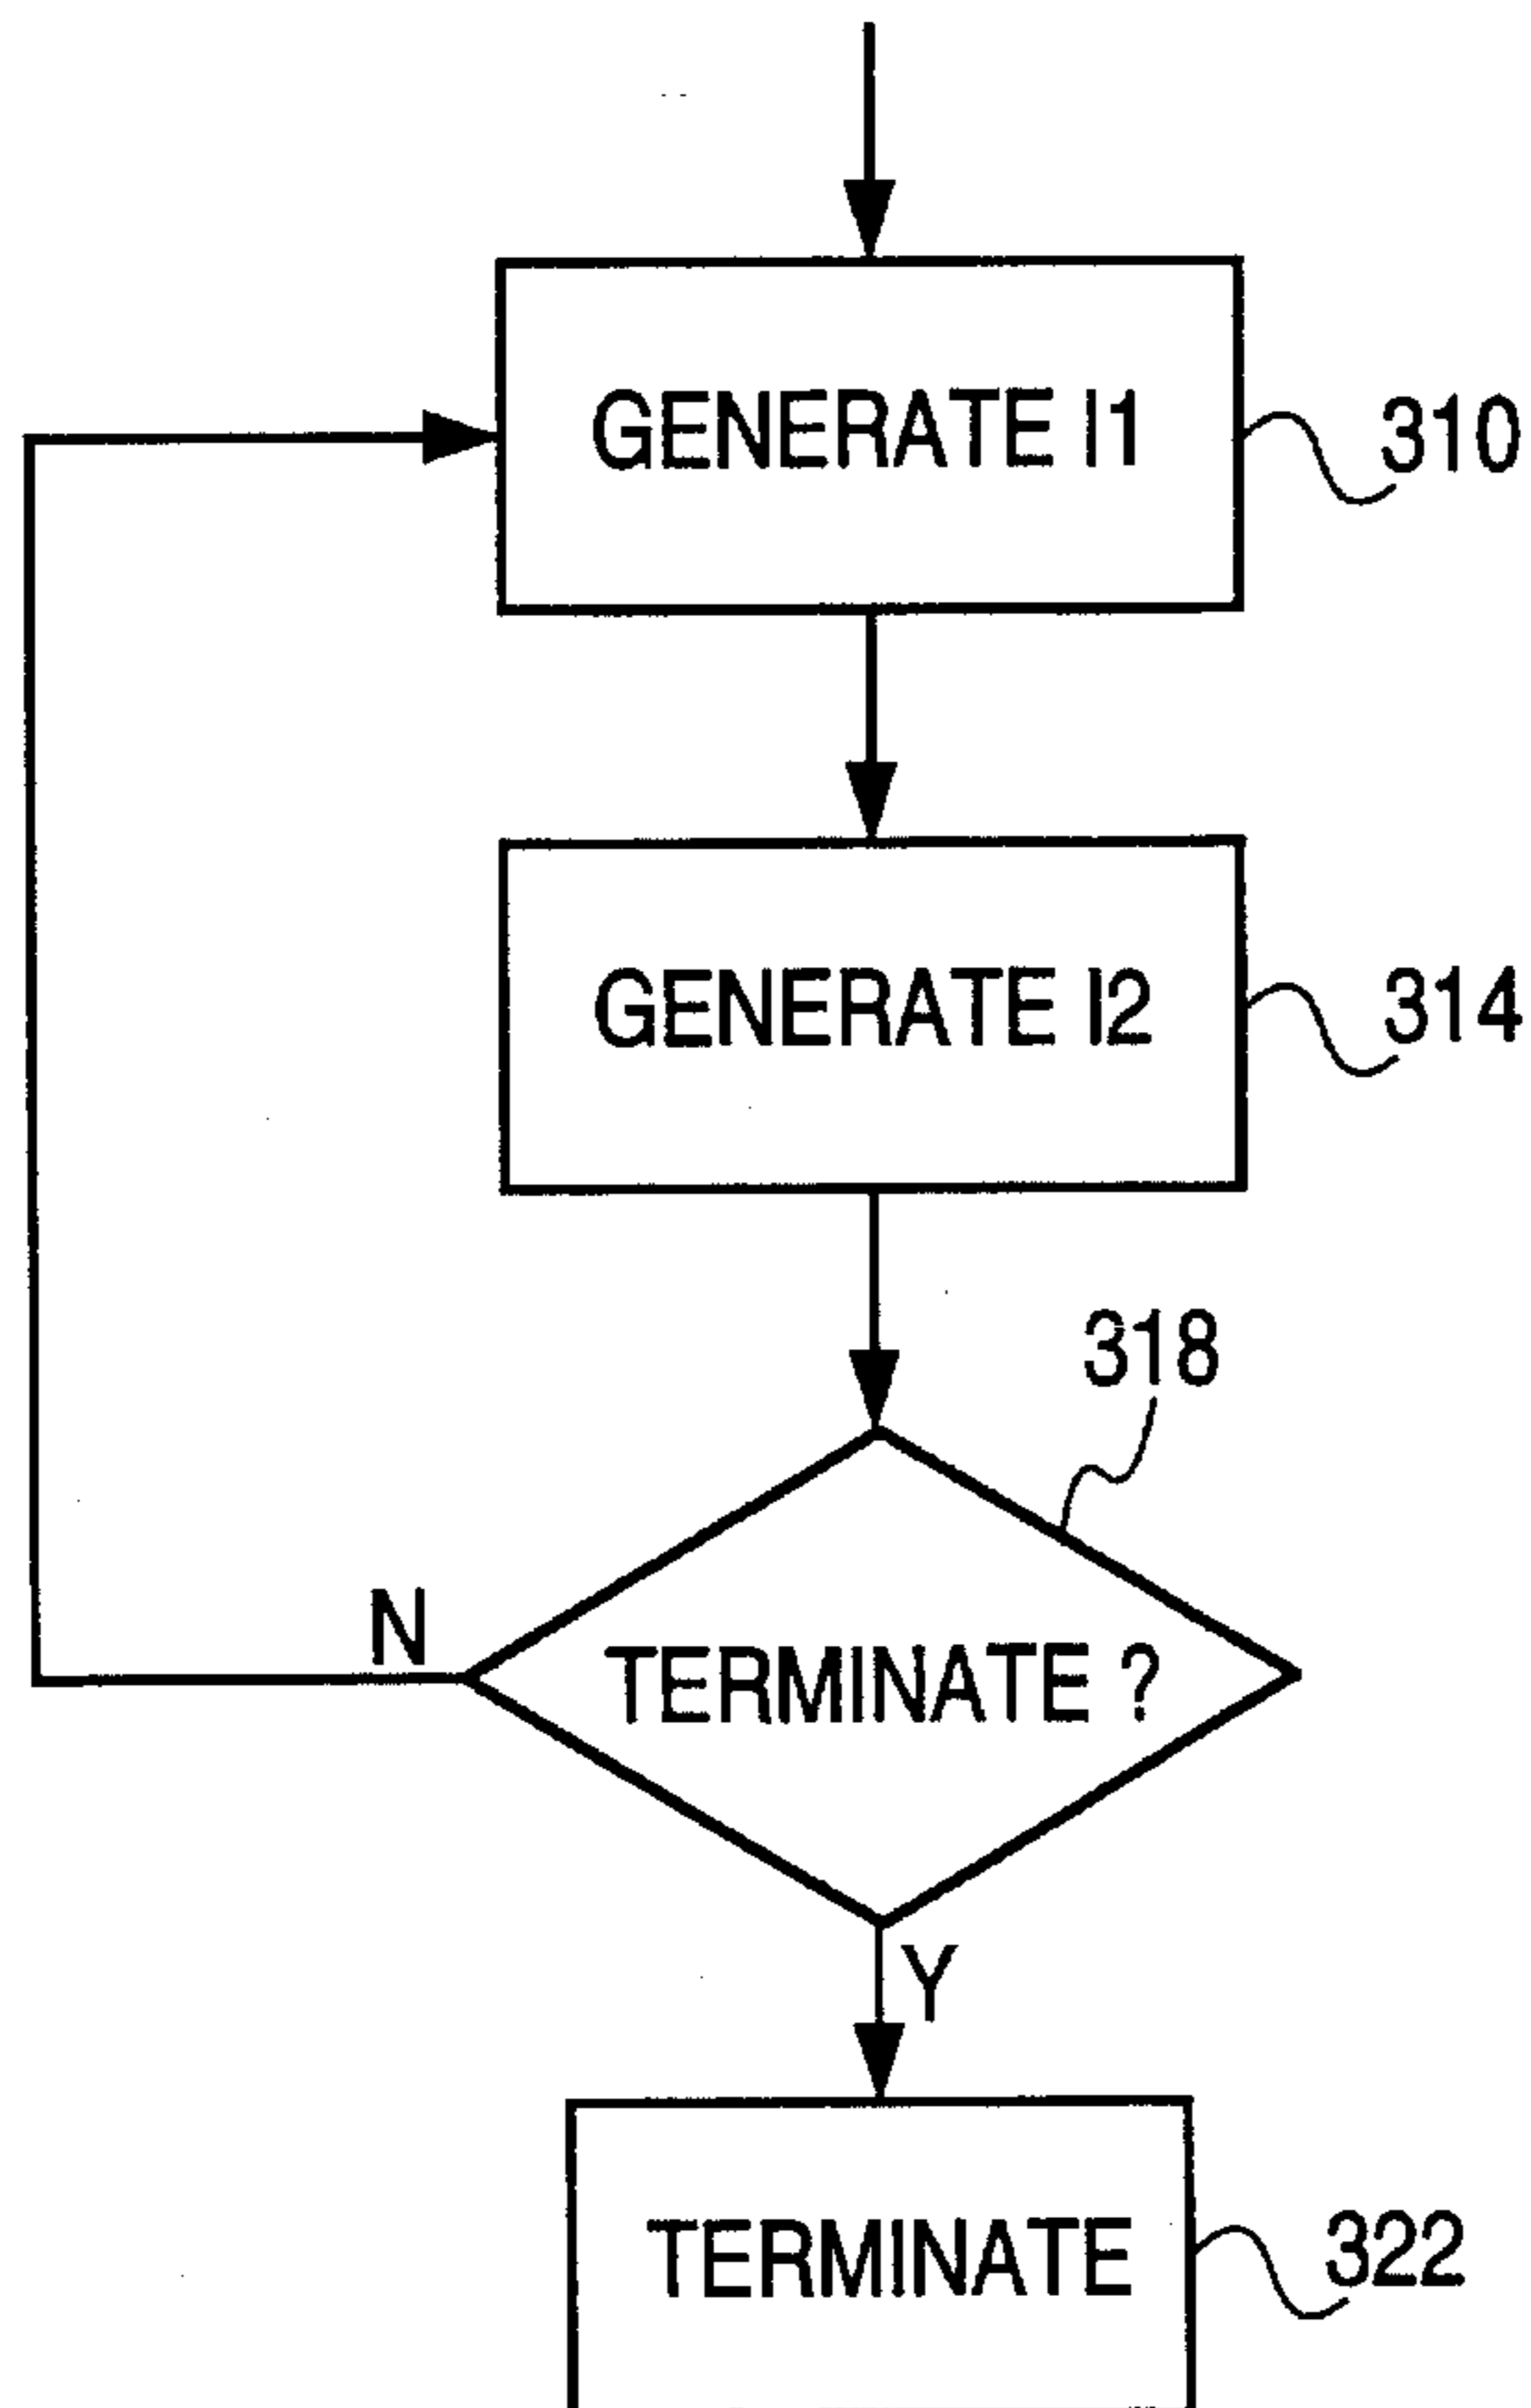 GENERATE I1
310
GENERATE I2
314
318
N
TERMINATE ?
Y
TERMINATE
322